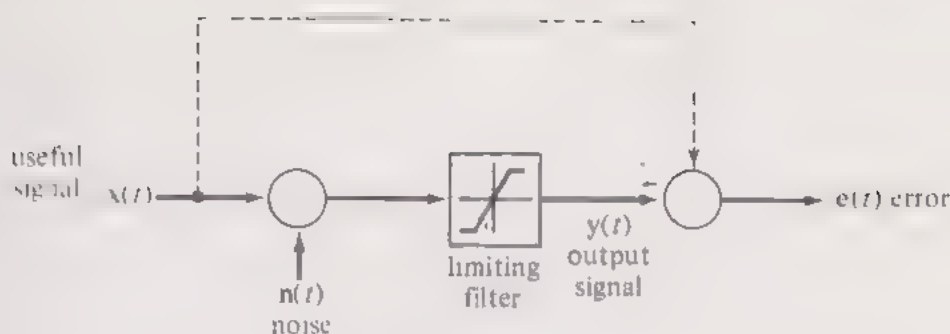 useful
signal
x(t)
e(t) error
y(t)
output
signal
limiting
filter
n(t)
noise